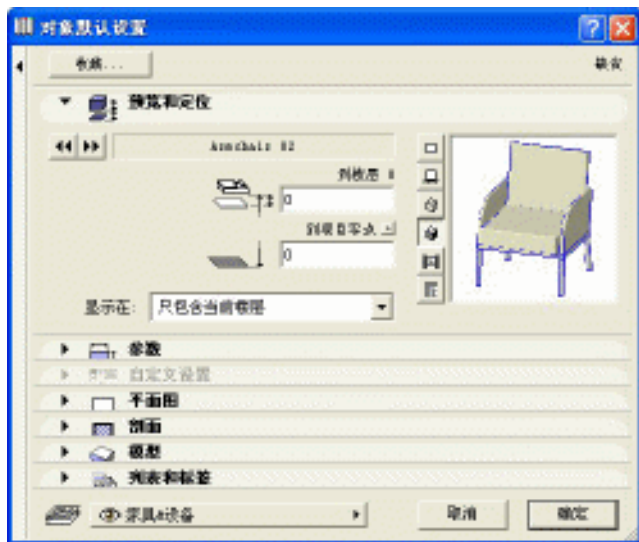 对象默认设置
收藏...
缺省
预览和定位
Armchair 02
到楼层 0
0
到项目零点
0
显示在:
只包含当前楼层
参数
自定义设置
平面图
剖面
模型
列表和标签
家具&设备
取消
确定